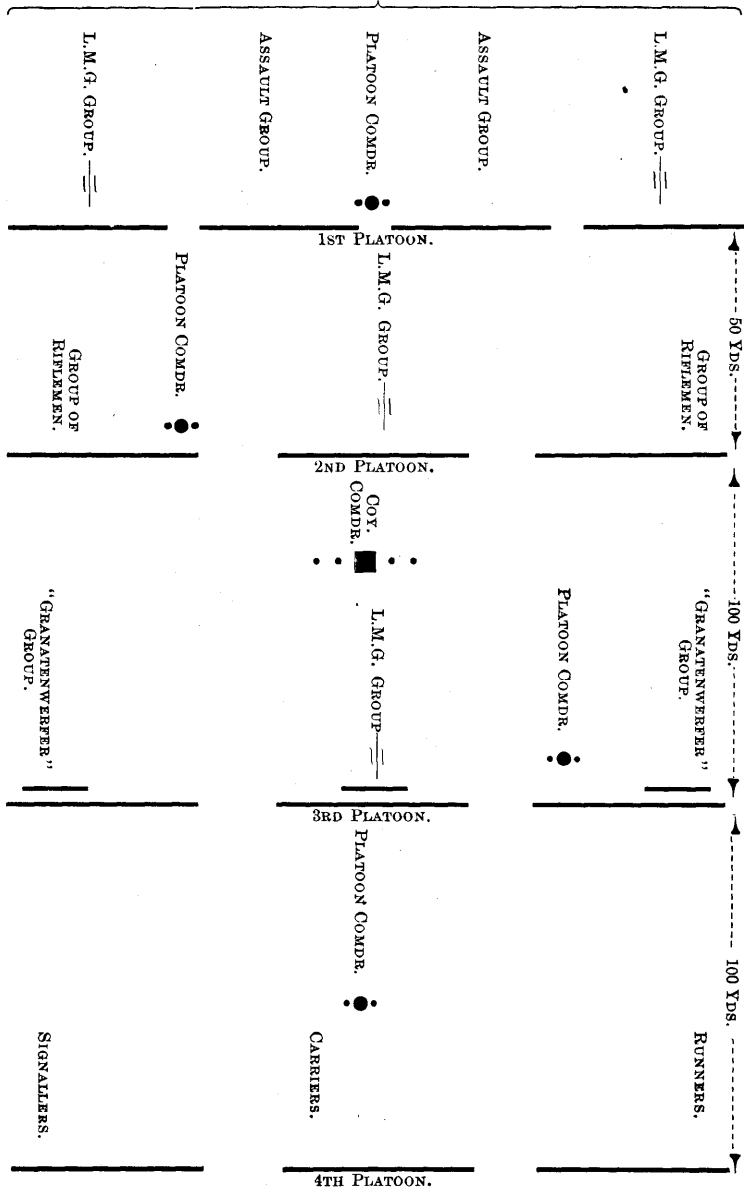 L.M.G. GROUP.
ASSAULT GROUP.
PLATOON COMDR.
ASSAULT GROUP.
L.M.G. GROUP.
1ST PLATOON.
50 YDS.
GROUP OF
RIFLEMEN.
PLATOON COMDR.
L.M.G. GROUP.
GROUP OF
RIFLEMEN.
2ND PLATOON.
100 YDS.
COY.
COMDR.
"GRANATENWERFER"
GROUP.
L.M.G. GROUP
PLATOON COMDR.
"GRANATENWERFER"
GROUP.
3RD PLATOON.
100 YDS.
PLATOON COMDR.
SIGNALLERS.
CARRIERS.
RUNNERS.
4TH PLATOON.